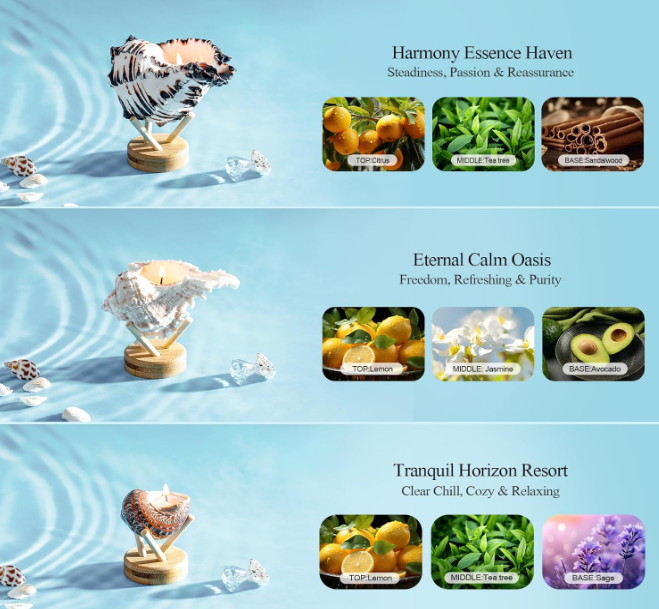 Harmony Essence Haven
Steadiness, Passion & Reassurance
TOP:Citrus
MIDDLE:Tea tree
BASE:Sandalwood
Eternal Calm Oasis
Freedom, Refreshing & Purity
TOP:Lemon
MIDDLE: Jasmine
BASE:Avocado
Tranquil Horizon Resort
Clear Chill, Cozy & Relaxing
TOP:Lemon
MIDDLE:Tea tree
BASE:Sage